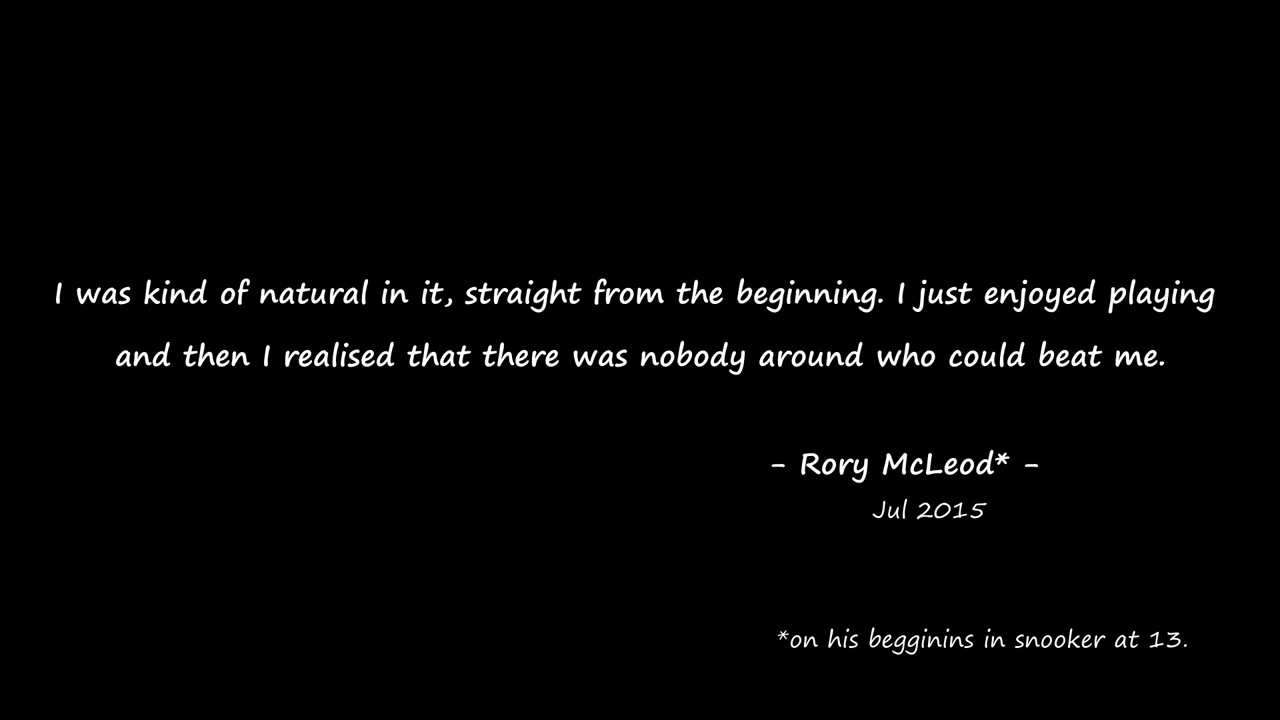 I was kind of natural in it, straight from the beginning. I just enjoyed playing
and then I realised that there was nobody around who could beat me.
- Rory McLeod* -
Jul 2015
*on his begginins in snooker at 13.